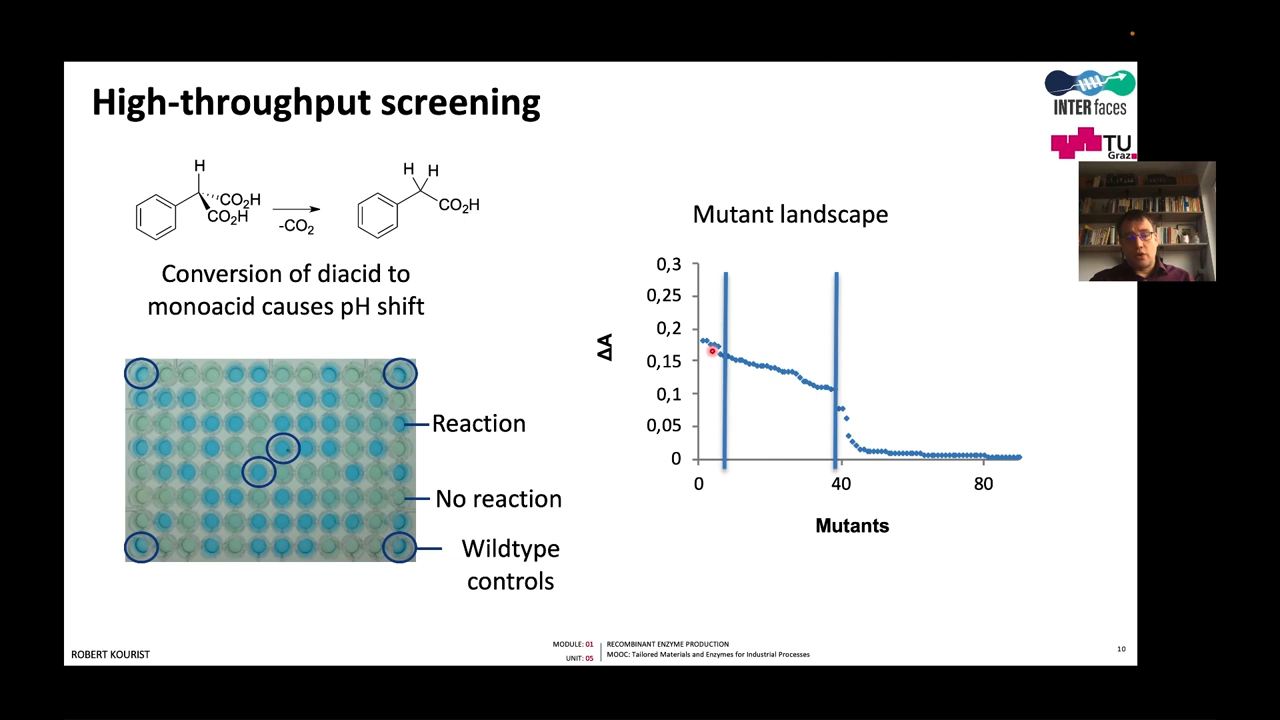 High-throughput screening
INTERfaces
TU
Graz
H
CO₂H
CO₂H
-CO₂
H H
CO₂H
Conversion of diacid to
monoacid causes pH shift
Reaction
No reaction
Wildtype
controls
Mutant landscape
ΔA
0,3
0,25
0,2
0,15
0,1
0,05
0
0 40 80
Mutants
ROBERT KOURIST
MODULE: 01
UNIT: 05
RECOMBINANT ENZYME PRODUCTION
MOOC: Tailored Materials and Enzymes for Industrial Processes
10